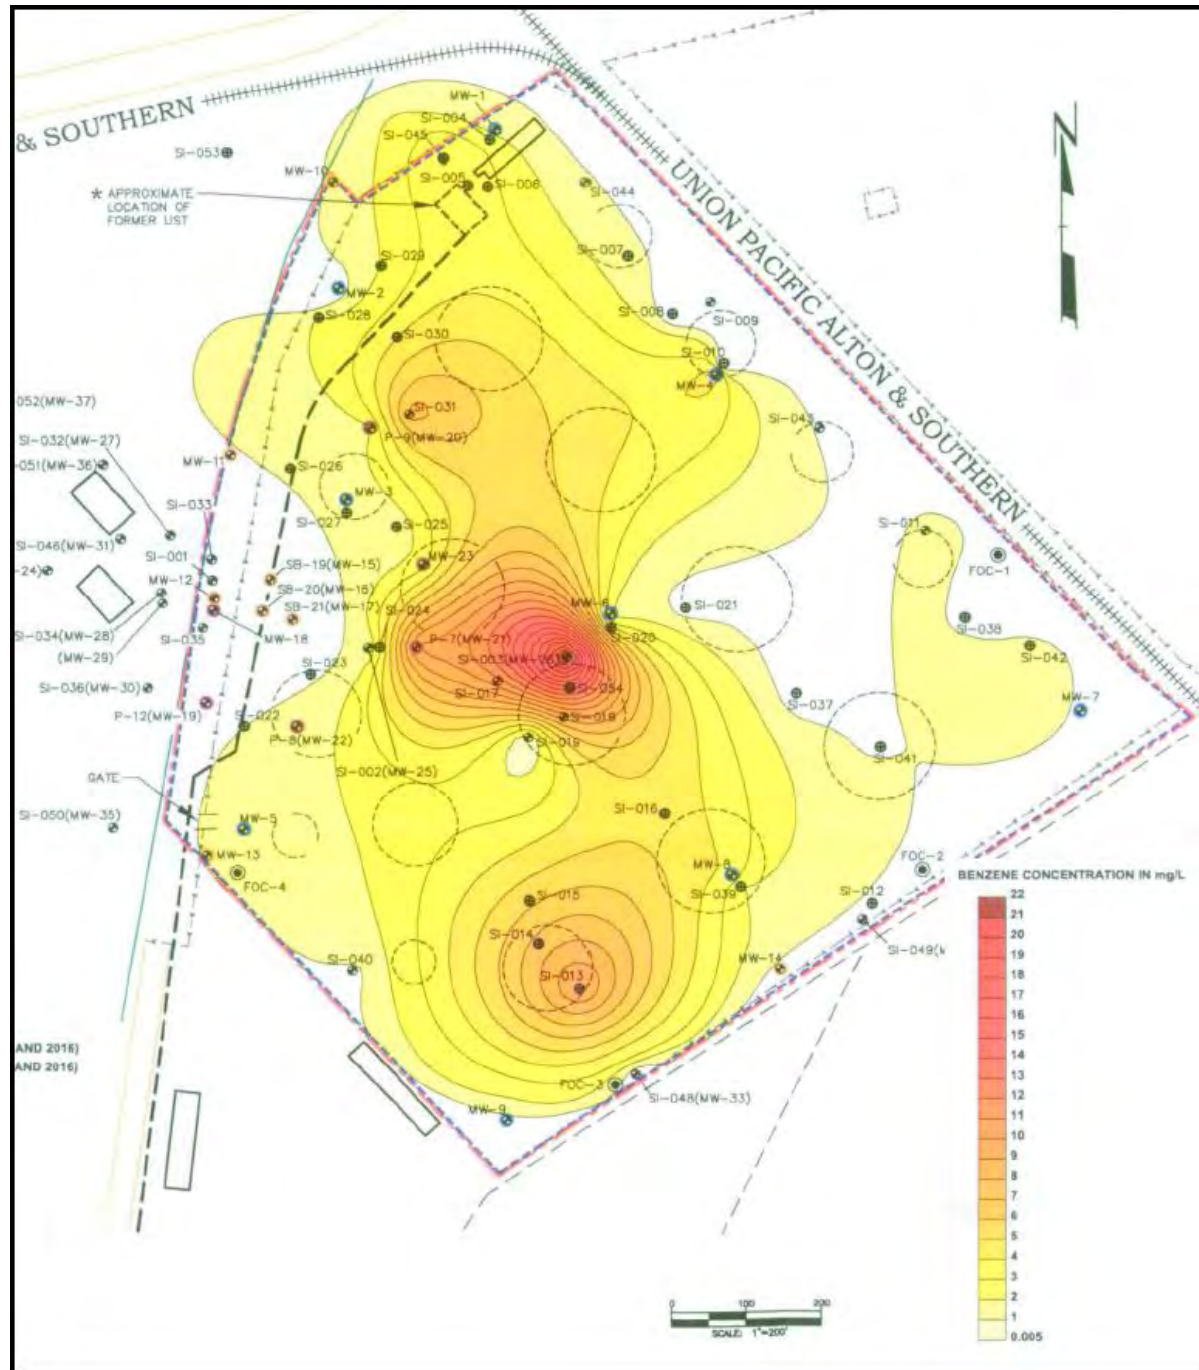 & SOUTHERN
UNION PACIFIC ALTON & SOUTHERN
MW-1
SI-004
SI-045
SI-053
MW-10
SI-005
SI-006
SI-044
* APPROXIMATE
LOCATION OF
FORMER UST
SI-007
SI-029
MW-2
SI-028
SI-008
SI-009
SI-030
SI-010
MW-4
052(MW-37)
SI-031
SI-043
SI-032(MW-27)
P-9(MW-20)
MW-11
-051(MW-36)
SI-026
MW-3
SI-033
SI-027
SI-025
SI-011
SI-046(MW-31)
SI-001
MW-23
FOC-1
-24)
SB-19(MW-15)
MW-12
SB-20(MW-16)
SB-21(MW-17)
SI-024
MW-6
SI-021
SI-034(MW-28)
SI-035
MW-18
SI-020
SI-038
(MW-29)
P-7(MW-21)
SI-003(MW-26)
SI-042
SI-023
SI-036(MW-30)
SI-017
SI-054
SI-037
MW-7
P-12(MW-19)
SI-022
SI-018
P-8(MW-22)
SI-019
SI-041
SI-002(MW-25)
GATE
SI-050(MW-35)
SI-016
MW-5
MW-13
FOC-4
MW-8
SI-039
FOC-2
SI-015
SI-012
SI-014
SI-049(M
SI-040
SI-013
MW-14
AND 2016)
AND 2016)
FOC-3
SI-048(MW-33)
MW-9
BENZENE CONCENTRATION IN mg/L
22
21
20
19
18
17
16
15
14
13
12
11
10
9
8
7
6
5
4
3
2
1
0.005
0 100 200
SCALE: 1"=200'